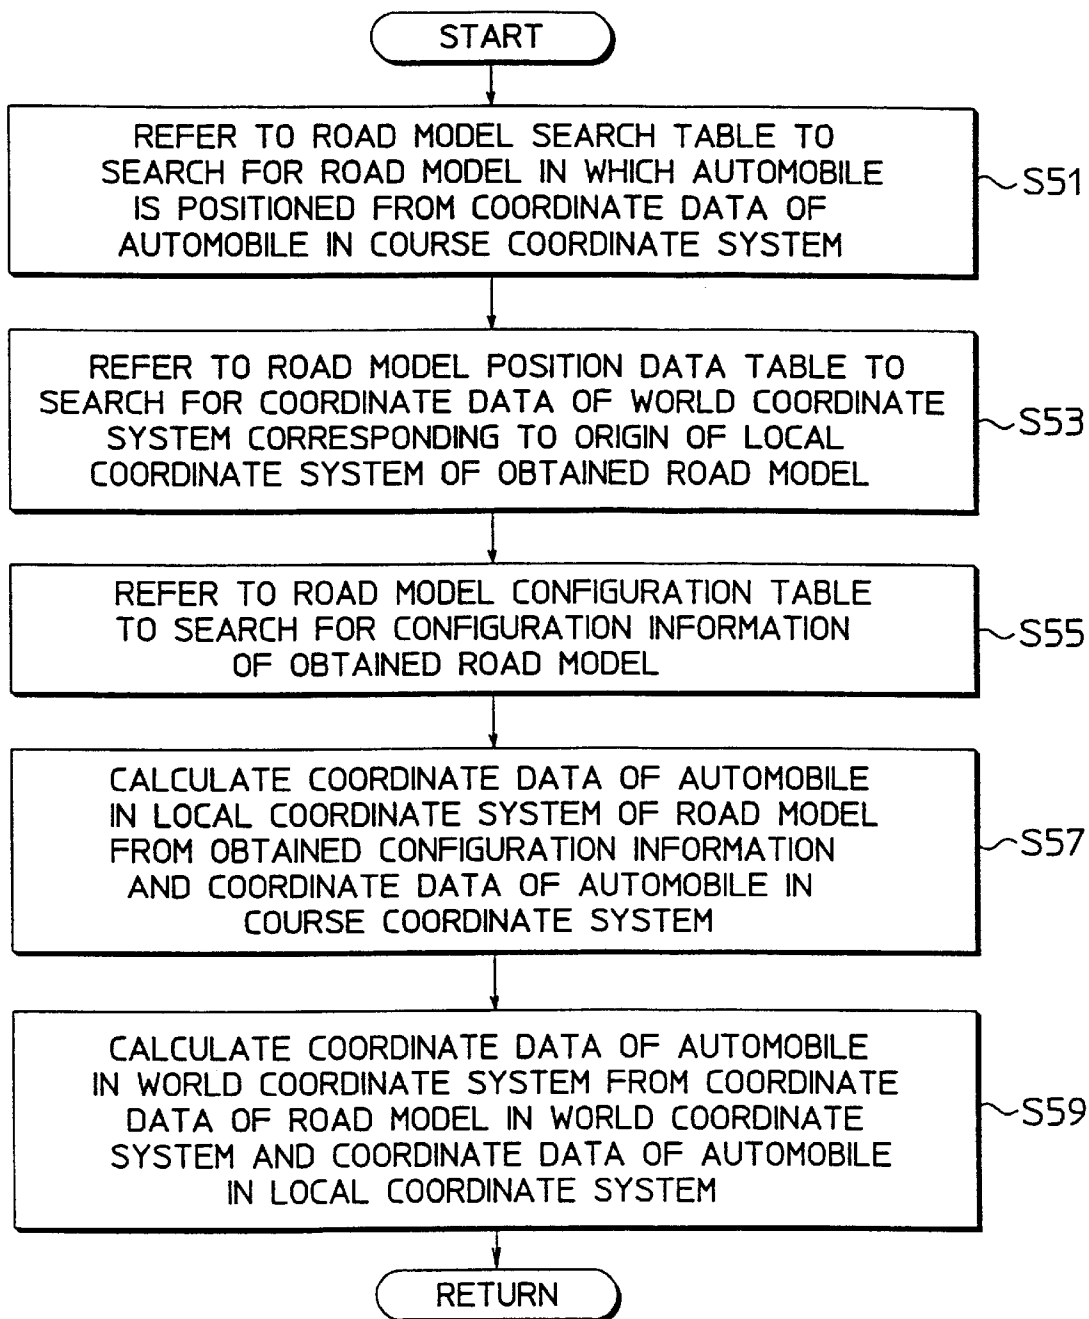 START
REFER TO ROAD MODEL SEARCH TABLE TO
SEARCH FOR ROAD MODEL IN WHICH AUTOMOBILE
IS POSITIONED FROM COORDINATE DATA OF
AUTOMOBILE IN COURSE COORDINATE SYSTEM
S51
REFER TO ROAD MODEL POSITION DATA TABLE TO
SEARCH FOR COORDINATE DATA OF WORLD COORDINATE
SYSTEM CORRESPONDING TO ORIGIN OF LOCAL
COORDINATE SYSTEM OF OBTAINED ROAD MODEL
S53
REFER TO ROAD MODEL CONFIGURATION TABLE
TO SEARCH FOR CONFIGURATION INFORMATION
OF OBTAINED ROAD MODEL
S55
CALCULATE COORDINATE DATA OF AUTOMOBILE
IN LOCAL COORDINATE SYSTEM OF ROAD MODEL
FROM OBTAINED CONFIGURATION INFORMATION
AND COORDINATE DATA OF AUTOMOBILE IN
COURSE COORDINATE SYSTEM
S57
CALCULATE COORDINATE DATA OF AUTOMOBILE
IN WORLD COORDINATE SYSTEM FROM COORDINATE
DATA OF ROAD MODEL IN WORLD COORDINATE
SYSTEM AND COORDINATE DATA OF AUTOMOBILE
IN LOCAL COORDINATE SYSTEM
S59
RETURN